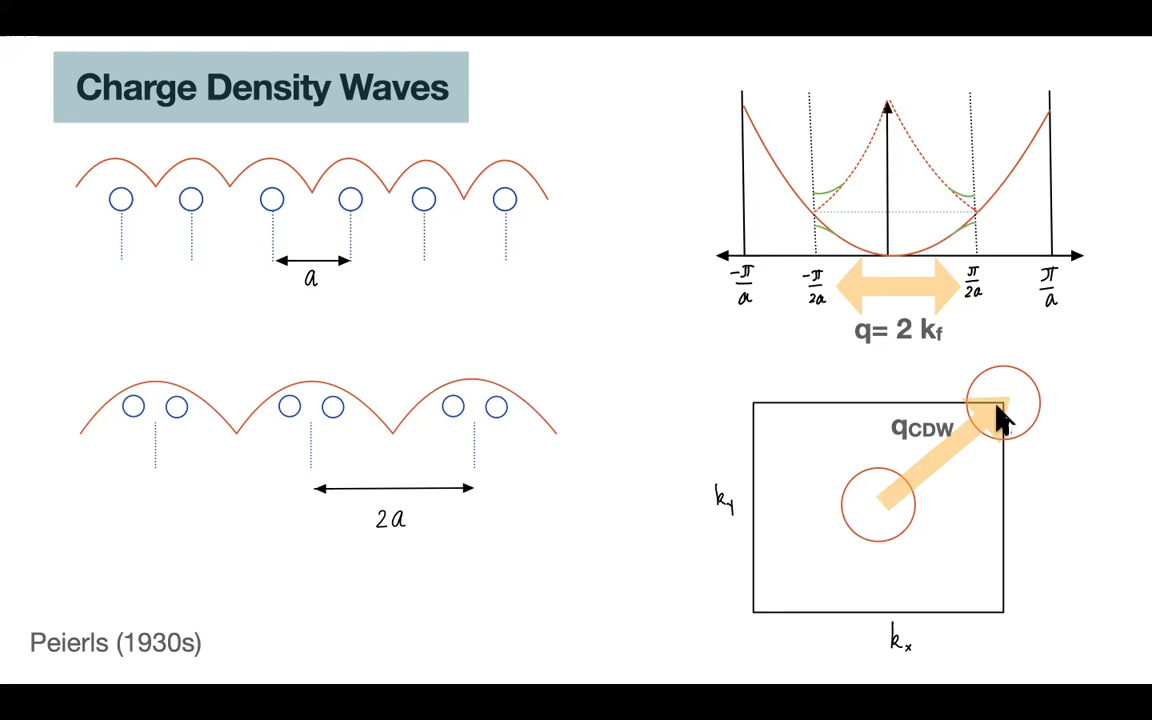 Charge Density Waves
a
2a
Peierls (1930s)
-π/a
-π/2a
π/2a
π/a
q= 2 kf
qCDW
ky
kx